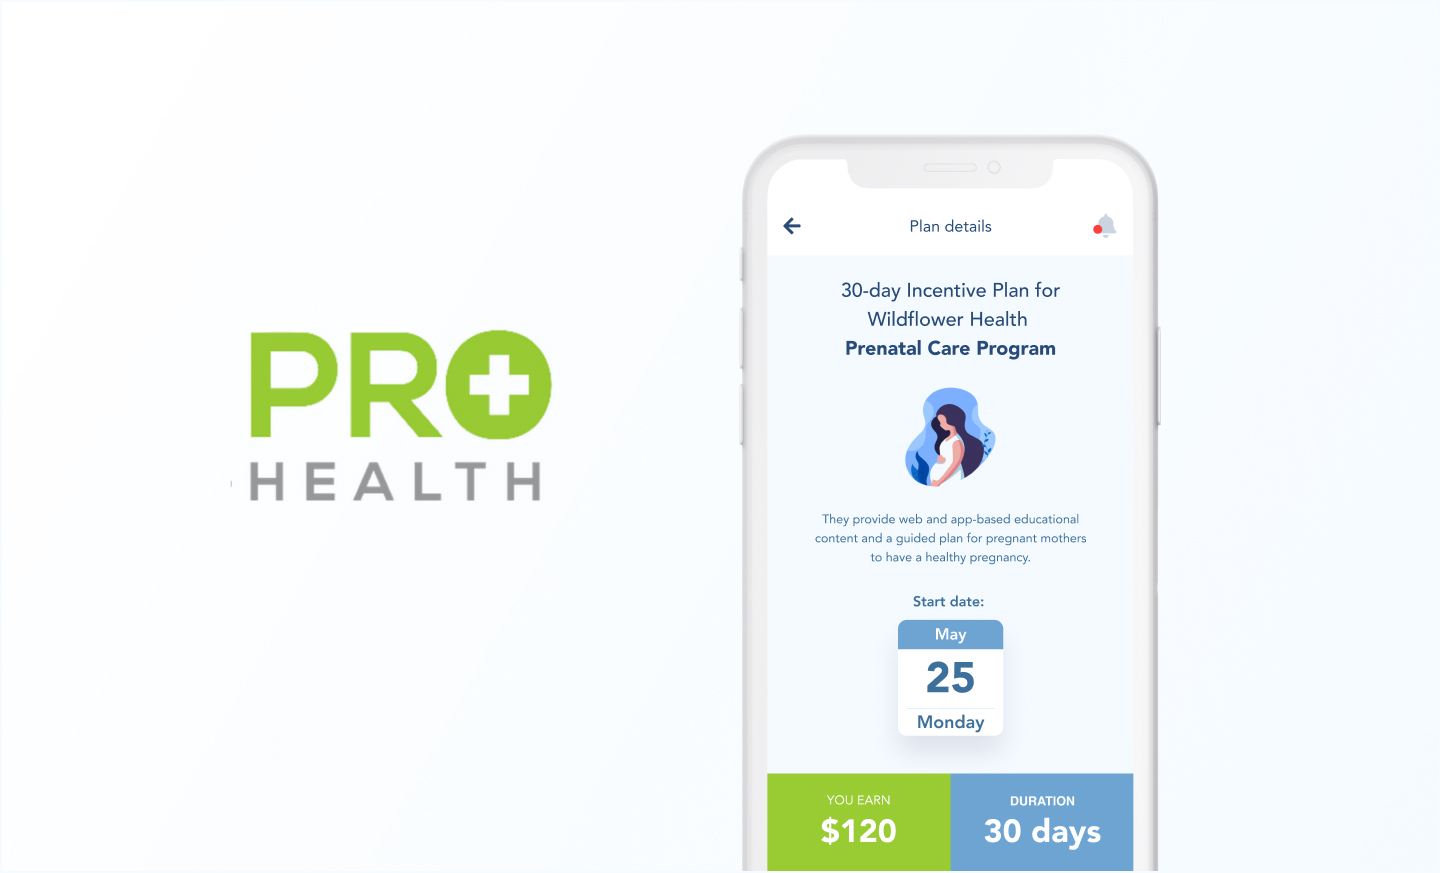 PRO
HEALTH
Plan details
30-day Incentive Plan for
Wildflower Health
Prenatal Care Program
They provide web and app-based educational
content and a guided plan for pregnant mothers
to have a healthy pregnancy.
Start date:
May
25
Monday
YOU EARN
$120
DURATION
30 days